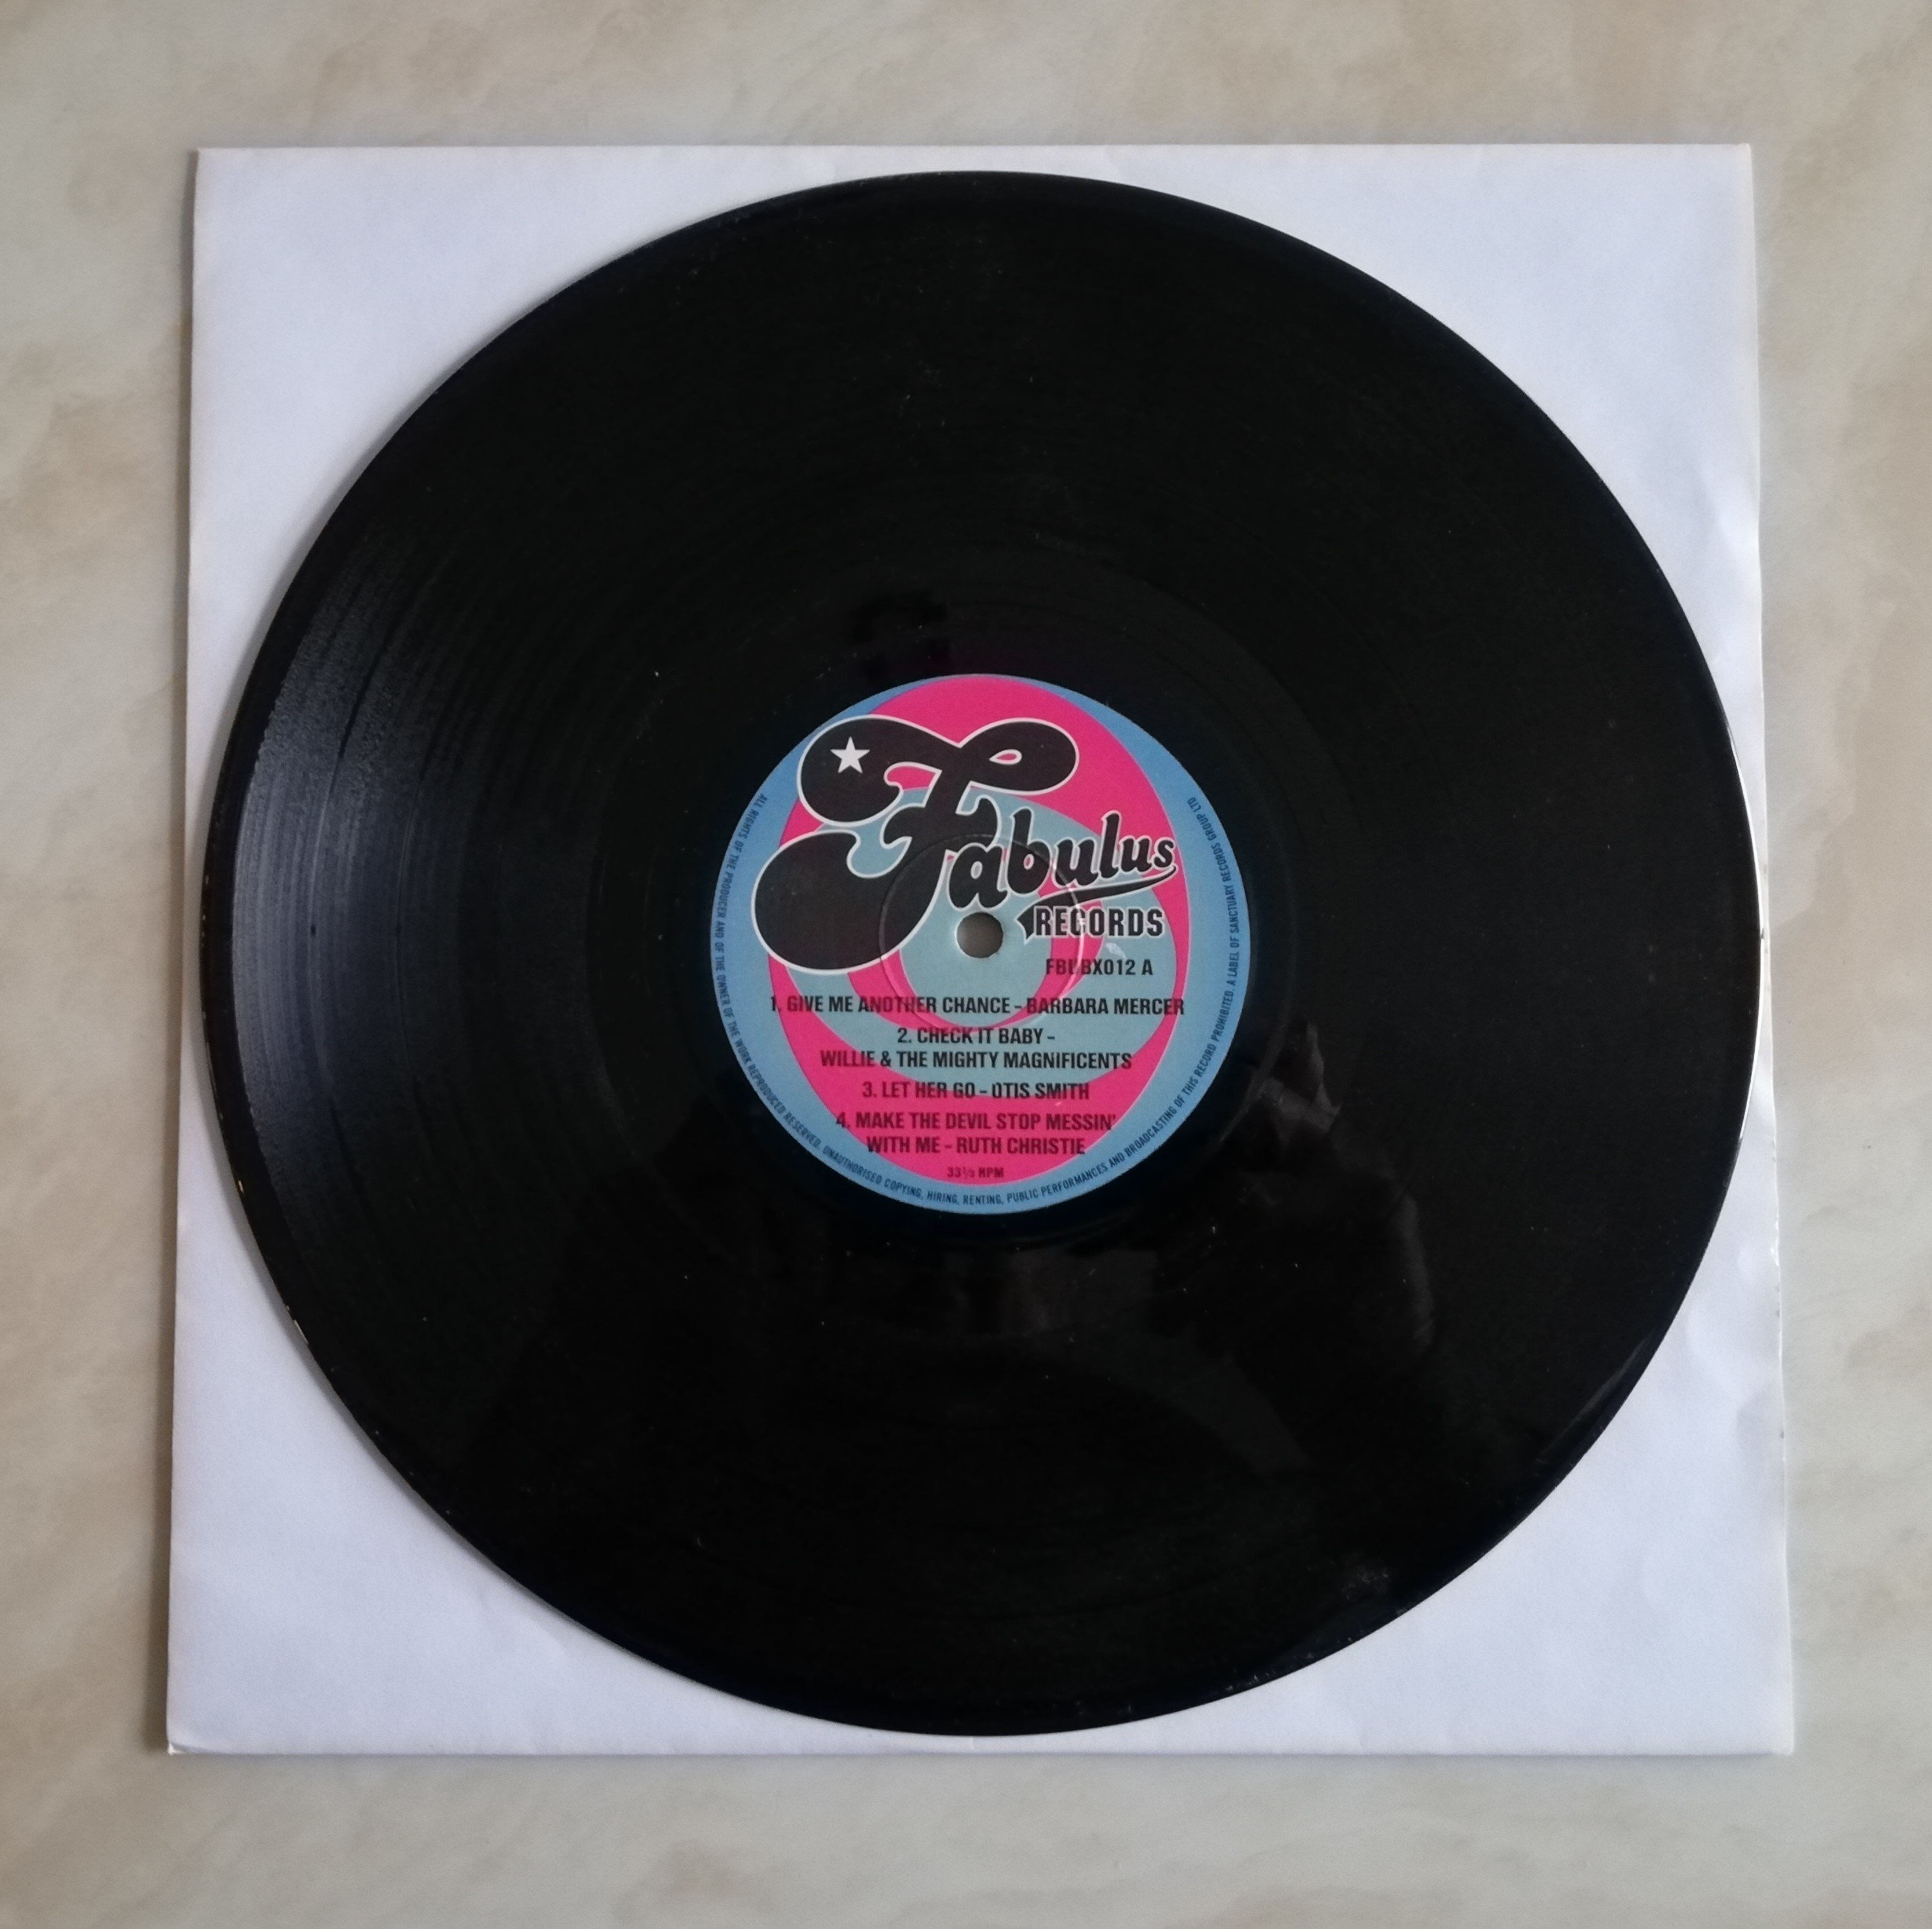 Fabulus
RECORDS
FBLBX012 A
1. GIVE ME ANOTHER CHANCE - BARBARA MERCER
2. CHECK IT BABY -
WILLIE & THE MIGHTY MAGNIFICENTS
3. LET HER GO - OTIS SMITH
4. MAKE THE DEVIL STOP MESSIN'
WITH ME - RUTH CHRISTIE
33⅓ RPM
ALL RIGHTS OF THE PRODUCER AND OF THE OWNER OF THE WORK REPRODUCED RESERVED. UNAUTHORISED COPYING, HIRING, RENTING, PUBLIC PERFORMANCES AND BROADCASTING OF THIS RECORD PROHIBITED. A LABEL OF SANCTUARY RECORDS GROUP LTD